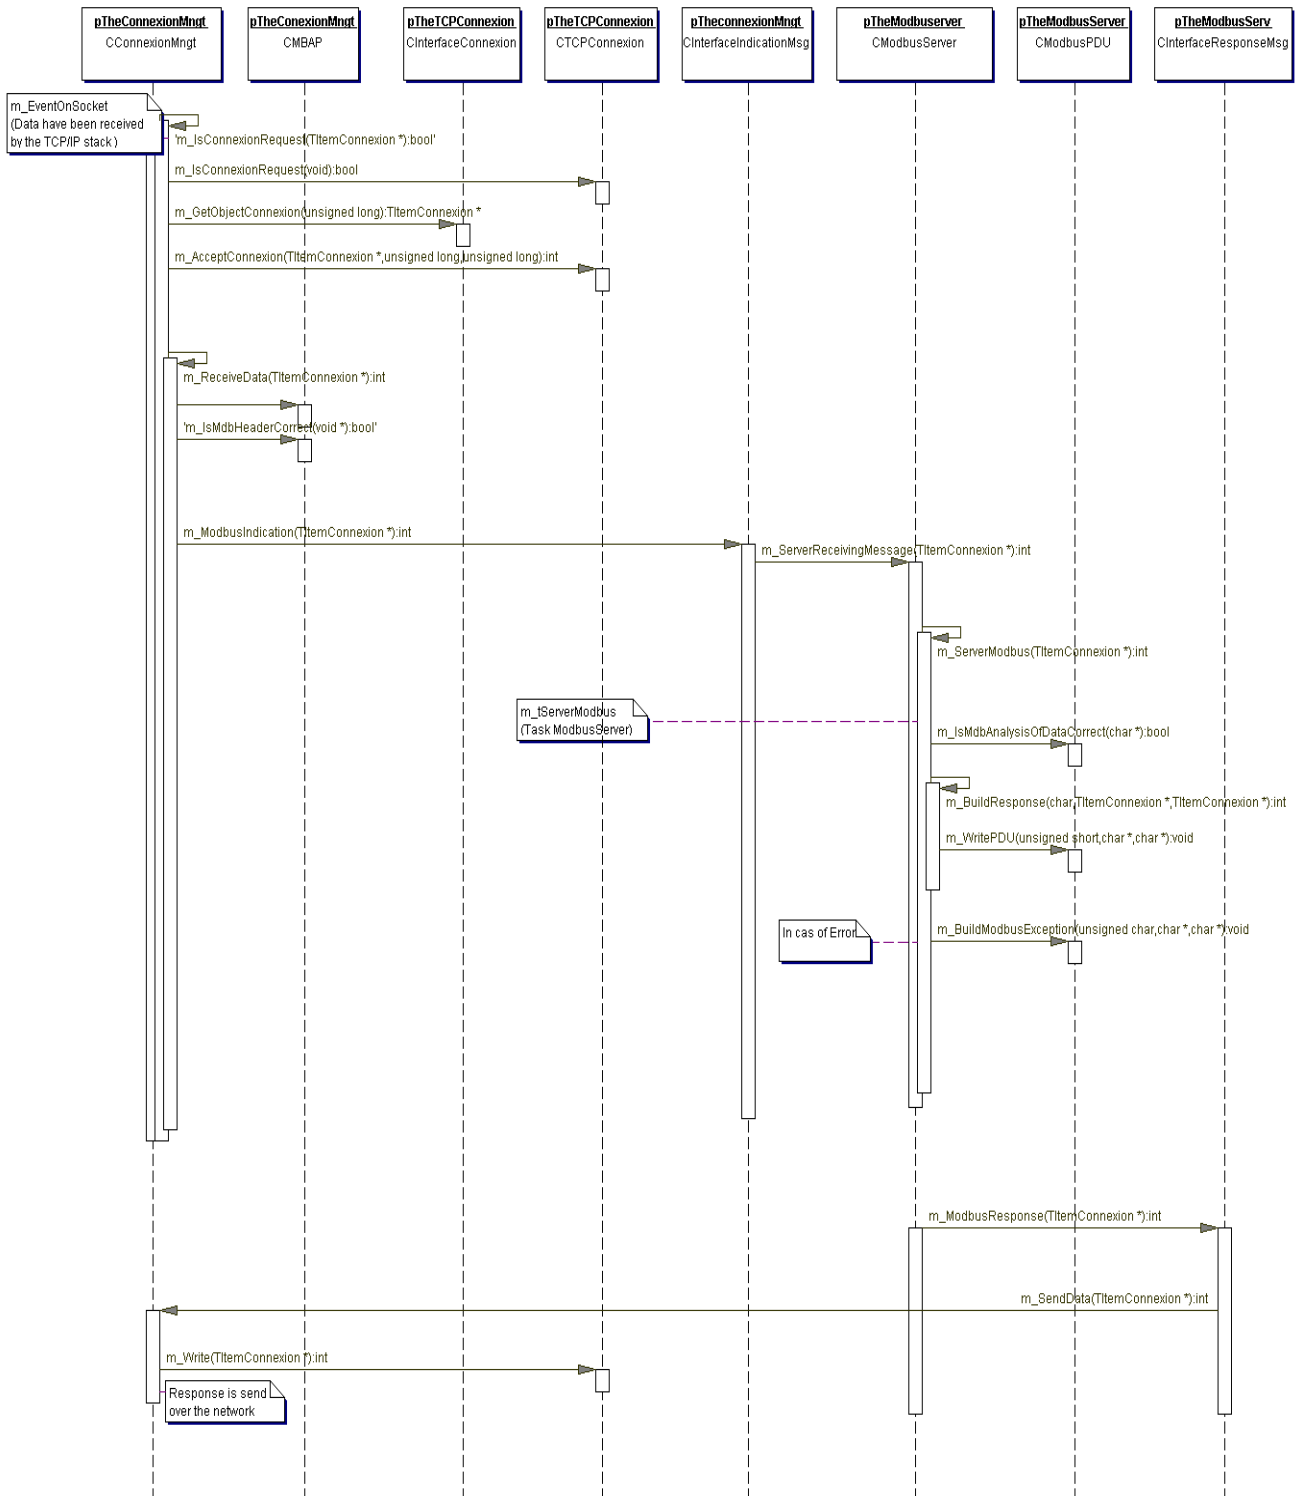 pTheConnexionMngt
CConnexionMngt
pTheConexionMngt
CMBAP
pTheTCPConnexion
CInterfaceConnexion
pTheTCPConnexion
CTCPConnexion
pTheconnexionMngt
CInterfaceIndicationMsg
pTheModbuserver
CModbusServer
pTheModbusServer
CModbusPDU
pTheModbusServ
CInterfaceResponseMsg
m_EventOnSocket
(Data have been received
by the TCP/IP stack )
'm_IsConnexionRequest(TItemConnexion *):bool'
m_IsConnexionRequest(void):bool
m_GetObjectConnexion(unsigned long):TItemConnexion *
m_AcceptConnexion(TItemConnexion *,unsigned long,unsigned long):int
m_ReceiveData(TItemConnexion *):int
'm_IsMdbHeaderCorrect(void *):bool'
m_ModbusIndication(TItemConnexion *):int
m_ServerReceivingMessage(TItemConnexion *):int
m_ServerModbus(TItemConnexion *):int
m_tServerModbus
(Task ModbusServer)
m_IsMdbAnalysisOfDataCorrect(char *):bool
m_BuildResponse(char,TItemConnexion *,TItemConnexion *):int
m_WritePDU(unsigned short,char *,char *):void
In cas of Error
m_BuildModbusException(unsigned char,char *,char *):void
m_ModbusResponse(TItemConnexion *):int
m_SendData(TItemConnexion *):int
m_Write(TItemConnexion *):int
Response is send
over the network